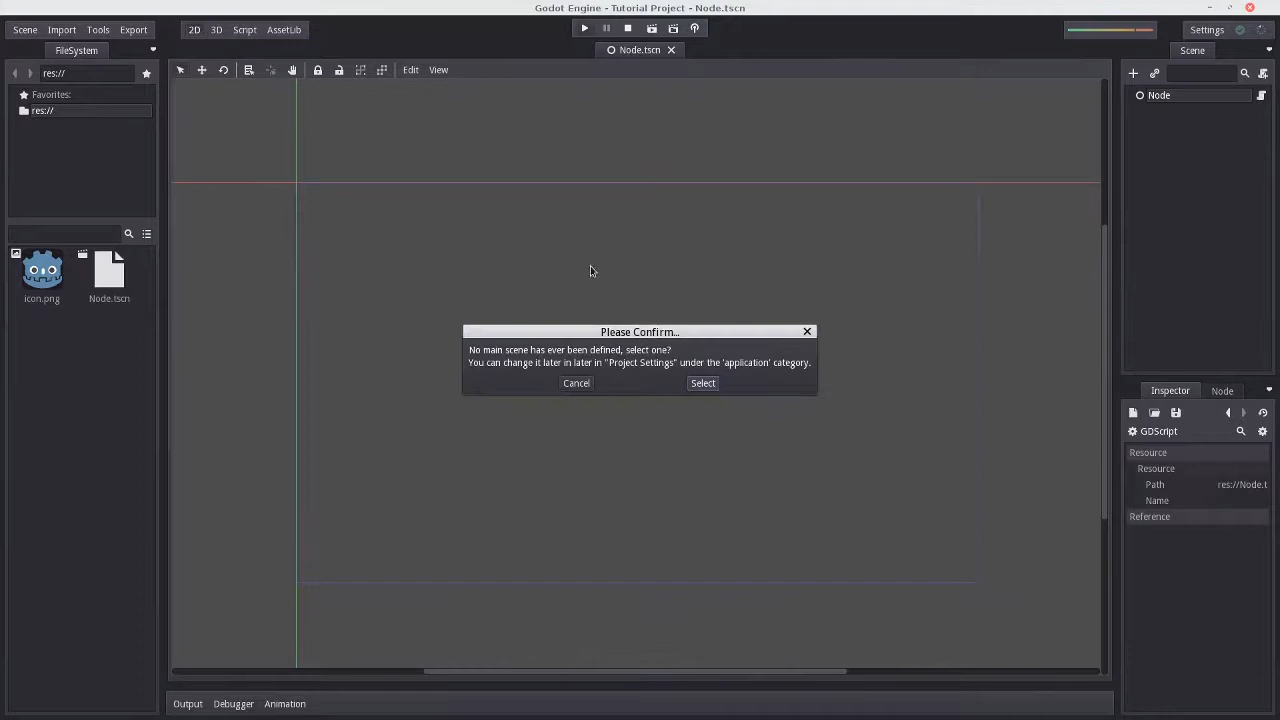 Godot Engine - Tutorial Project - Node.tscn
Scene Import Tools Export
2D 3D Script AssetLib
Settings
FileSystem
Node.tscn
Scene
res://
Edit View
Favorites:
res://
Node
icon.png
Node.tscn
Please Confirm...
No main scene has ever been defined, select one?
You can change it later in later in "Project Settings" under the 'application' category.
Cancel Select
Inspector Node
GDScript
Resource
Resource
Path res://Node.t
Name
Reference
Output Debugger Animation